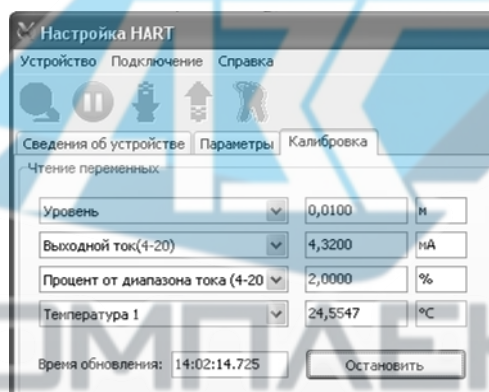 Настройка HART
Устройство Подключение Справка
Сведения об устройстве Параметры Калибровка
Чтение переменных
Уровень 0,0100 м
Выходной ток(4-20) 4,3200 мА
Процент от диапазона тока (4-20 2,0000 %
Температура 1 24,5547 °C
Время обновления: 14:02:14.725 Остановить